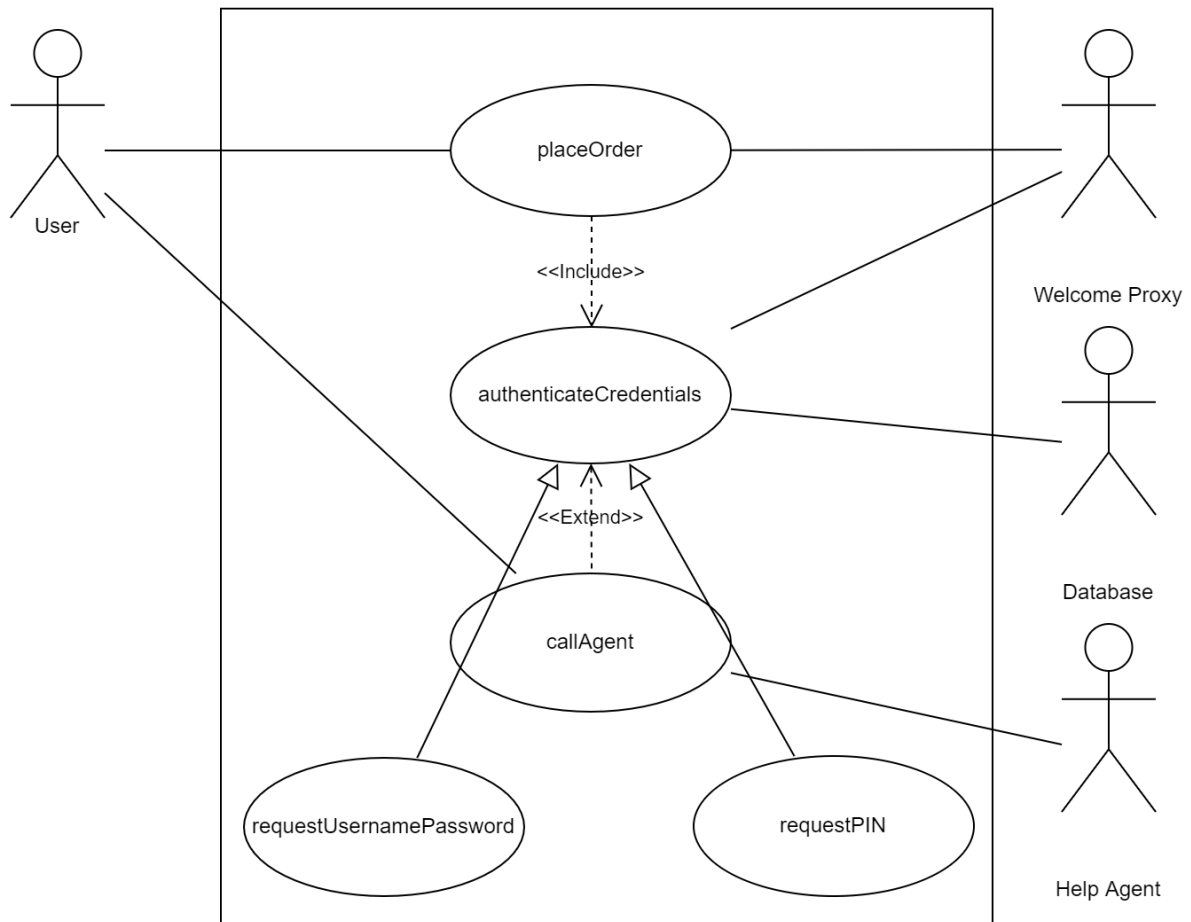 placeOrder
User
<<Include>>
Welcome Proxy
authenticateCredentials
<<Extend>>
Database
callAgent
requestUsernamePassword
requestPIN
Help Agent